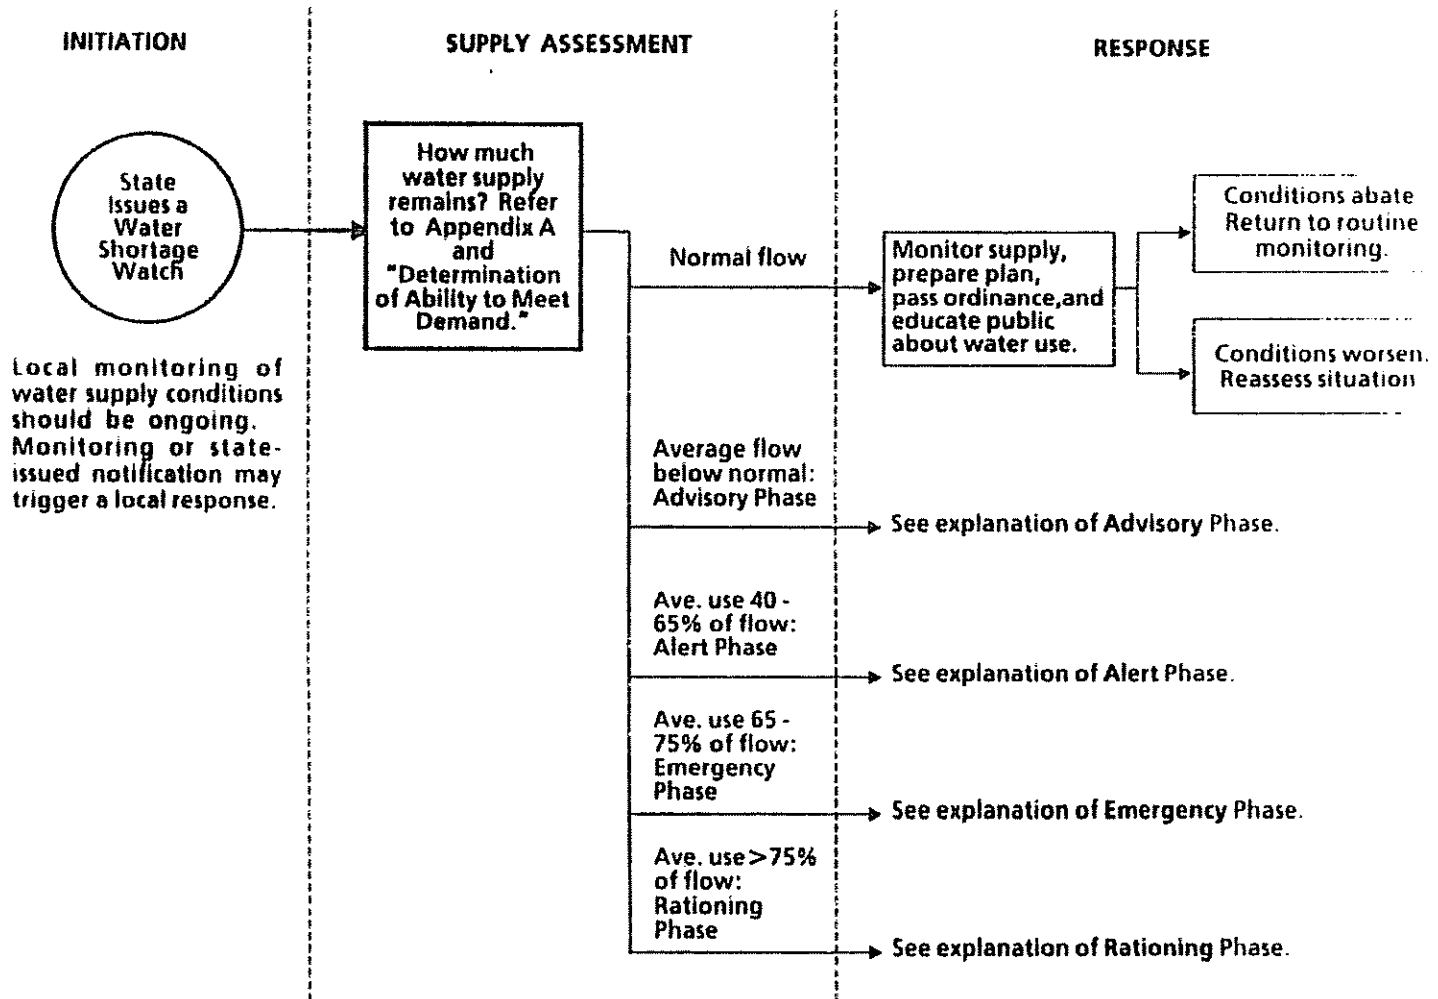 INITIATION
SUPPLY ASSESSMENT
RESPONSE
State
Issues a
Water
Shortage
Watch
Local monitoring of
water supply conditions
should be ongoing.
Monitoring or state-
issued notification may
trigger a local response.
How much
water supply
remains? Refer
to Appendix A
and
"Determination
of Ability to Meet
Demand."
Normal flow
Monitor supply,
prepare plan,
pass ordinance,and
educate public
about water use.
Conditions abate
Return to routine
monitoring.
Conditions worsen.
Reassess situation
Average flow
below normal:
Advisory Phase
See explanation of Advisory Phase.
Ave. use 40 -
65% of flow:
Alert Phase
See explanation of Alert Phase.
Ave. use 65 -
75% of flow:
Emergency
Phase
See explanation of Emergency Phase.
Ave. use >75%
of flow:
Rationing
Phase
See explanation of Rationing Phase.